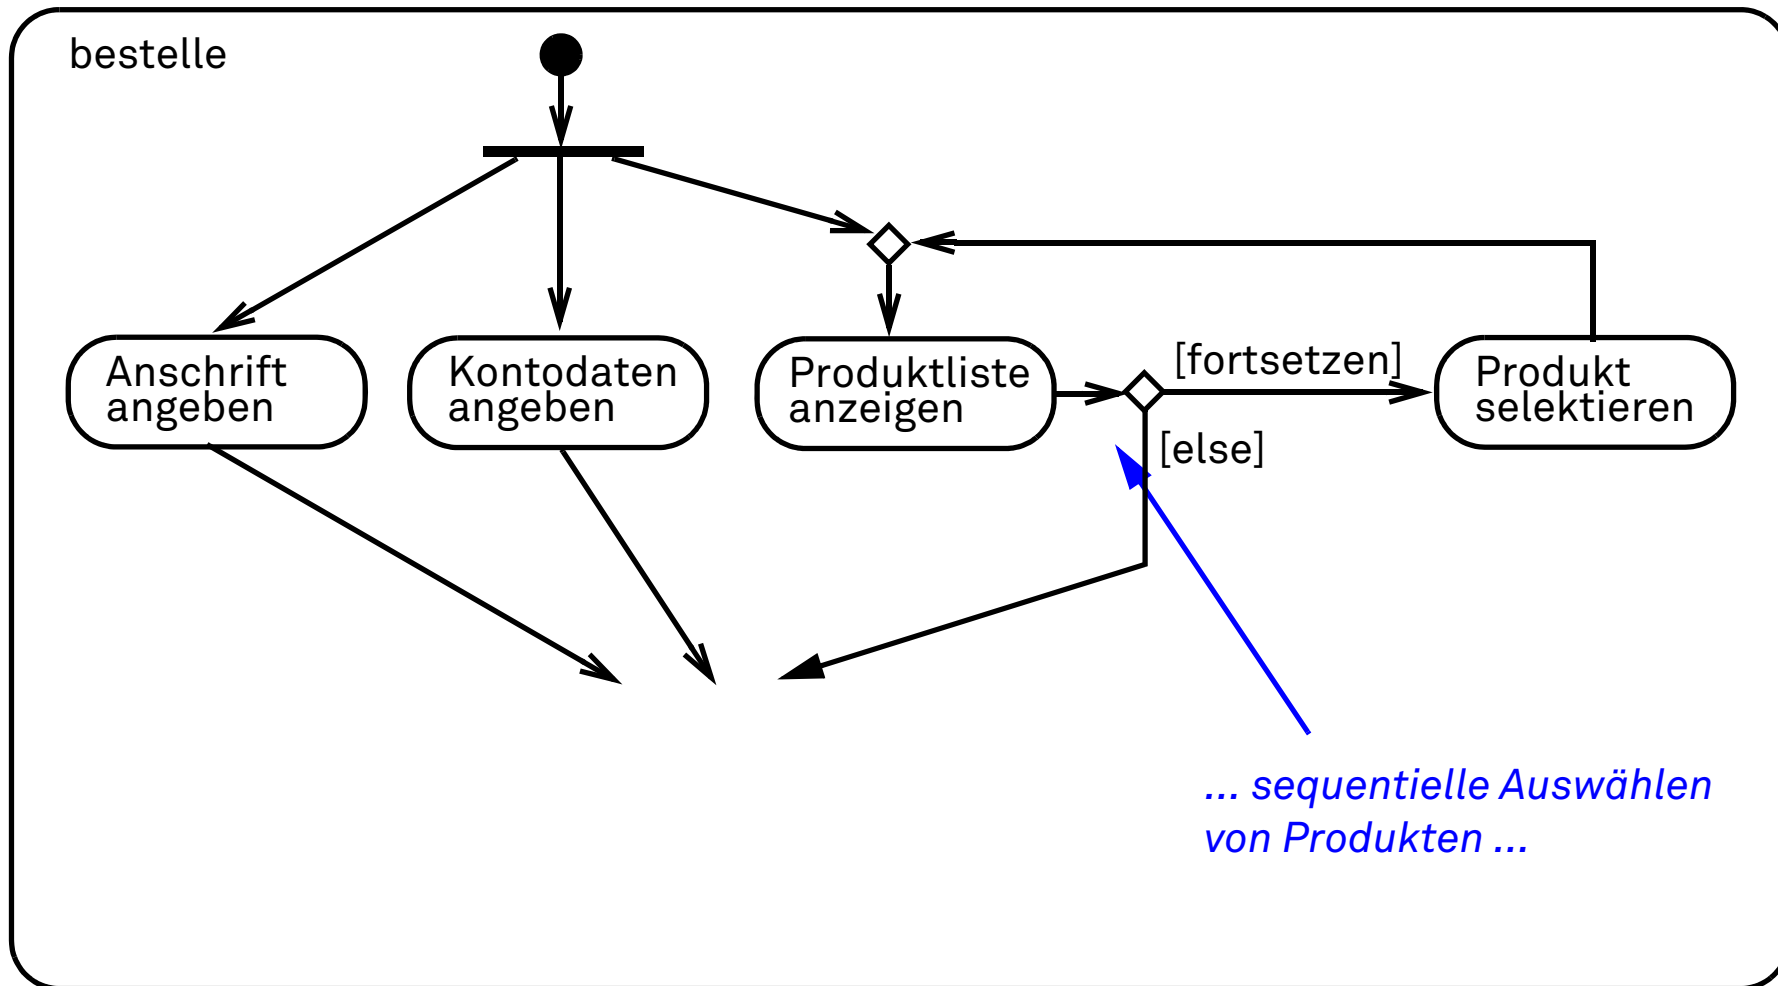 bestelle
Anschrift
angeben
Kontodaten
angeben
Produktliste
anzeigen
[fortsetzen]
[else]
Produkt
selektieren
... sequentielle Auswählen
von Produkten ...